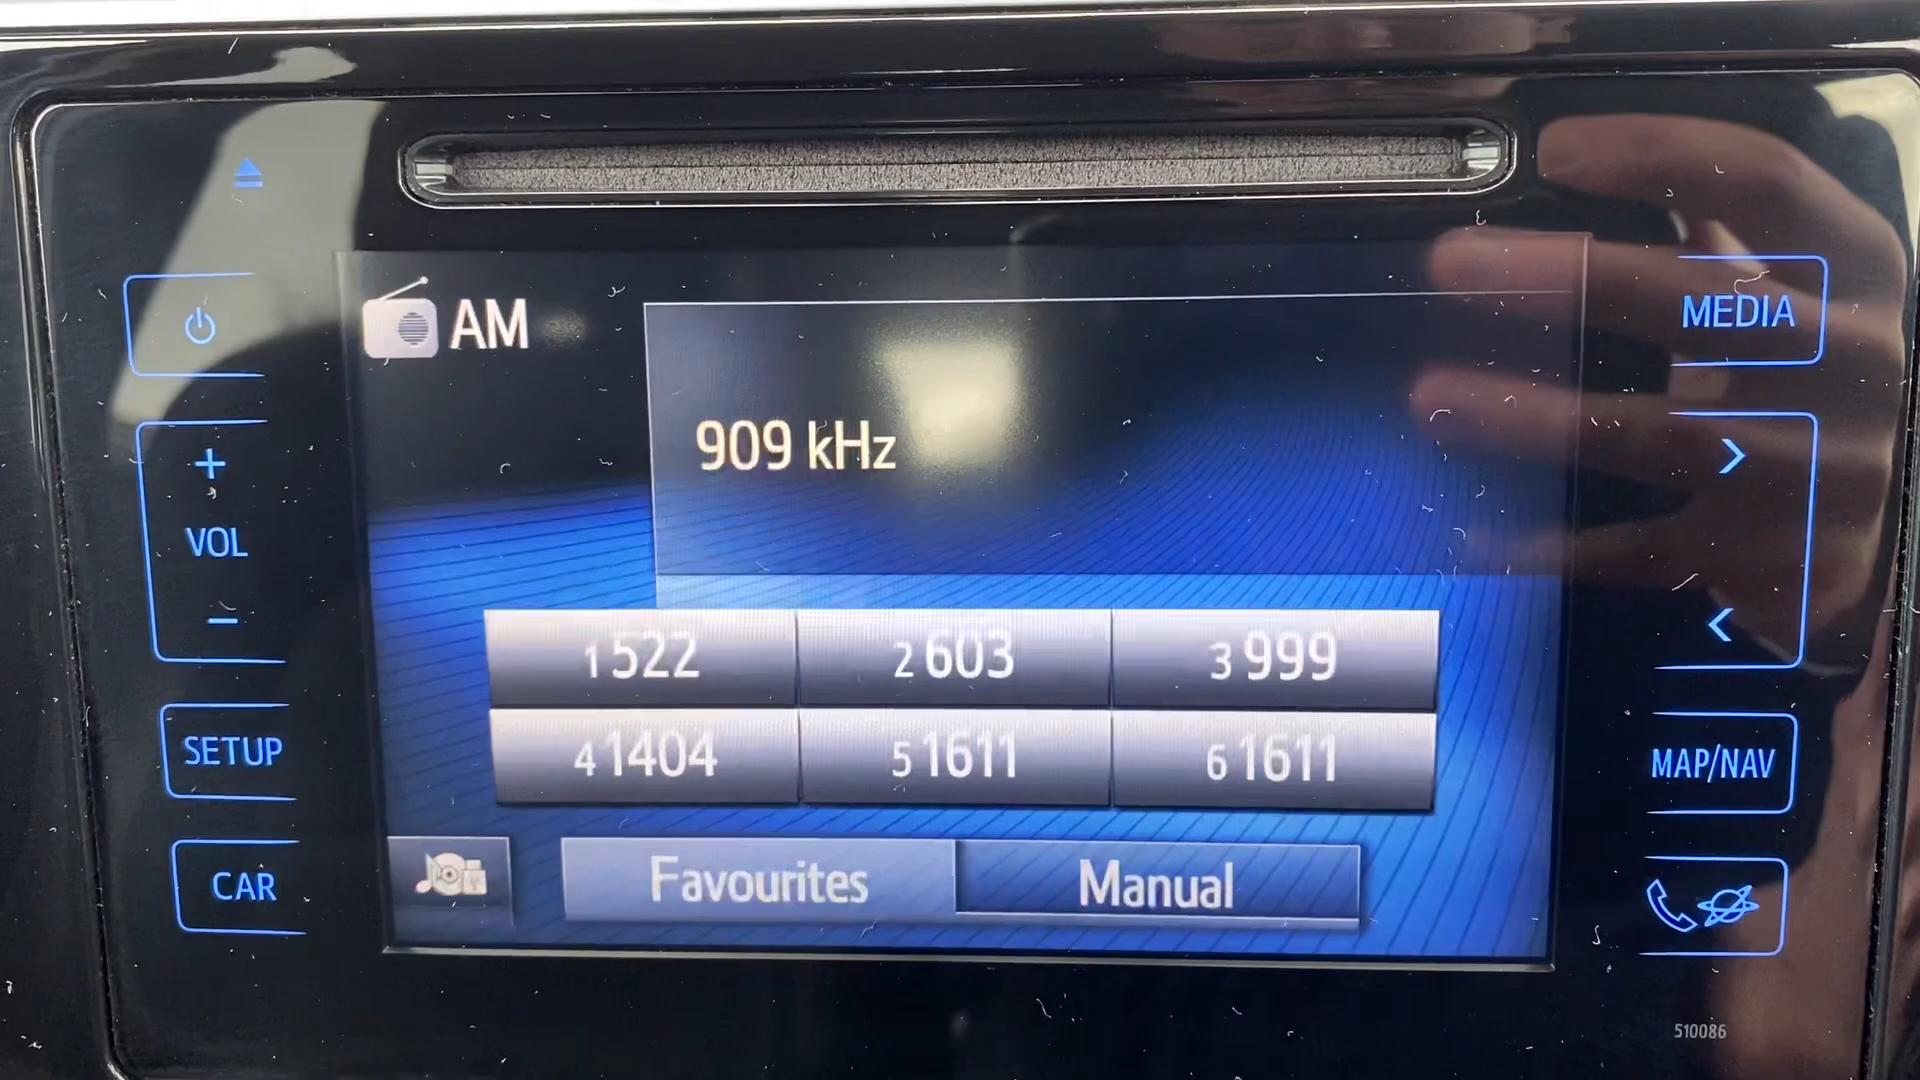 AM
MEDIA
909 kHz
+
VOL
−
1 522
2 603
3 999
SETUP
4 1404
5 1611
6 1611
MAP/NAV
CAR
Favourites
Manual
510086